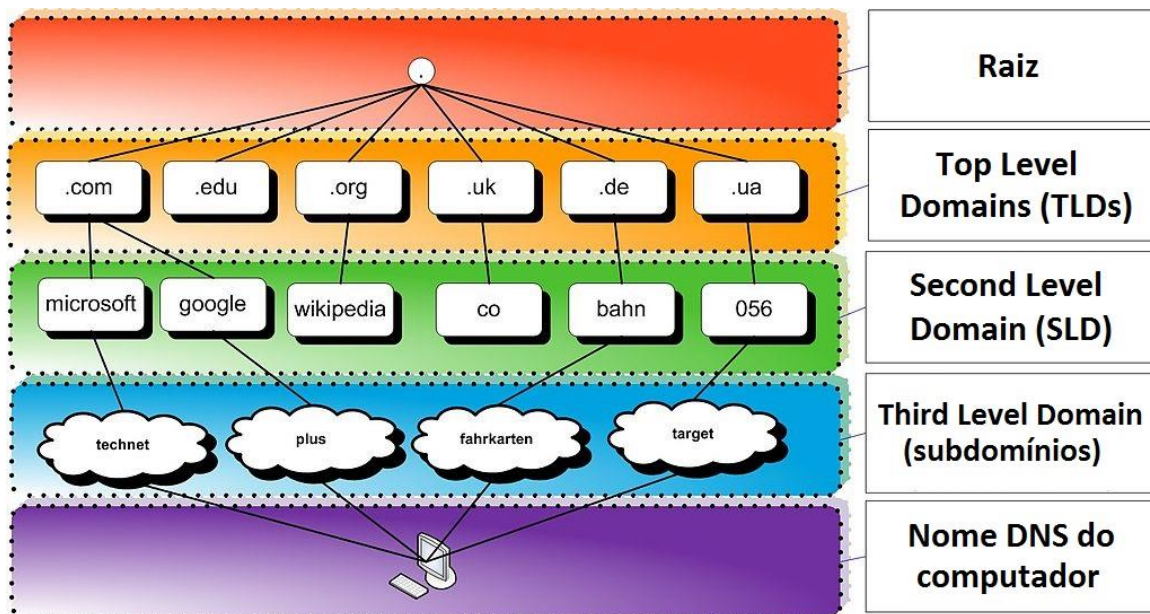 .
Raiz
.com .edu .org .uk .de .ua
Top Level
Domains (TLDs)
microsoft google wikipedia co bahn 056
Second Level
Domain (SLD)
technet plus fahrkarten target
Third Level Domain
(subdomínios)
Nome DNS do
computador